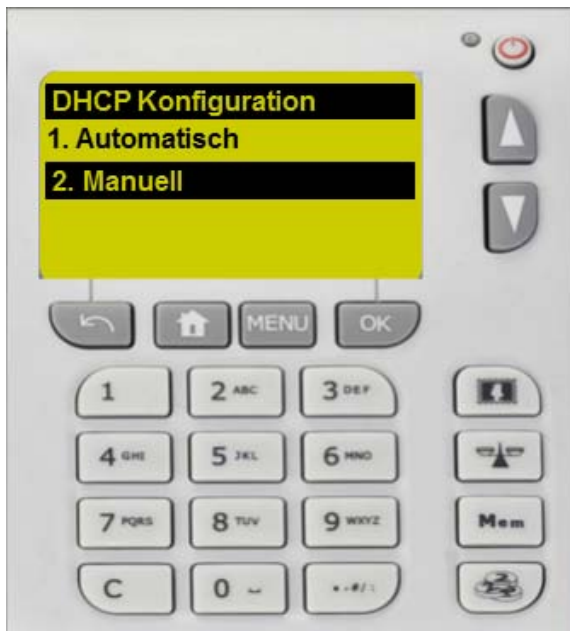 DHCP Konfiguration
1. Automatisch
2. Manuell
MENU
OK
1
2 ABC
3 DEF
4 GHI
5 JKL
6 MNO
7 PQRS
8 TUV
9 WXYZ
Mem
C
0